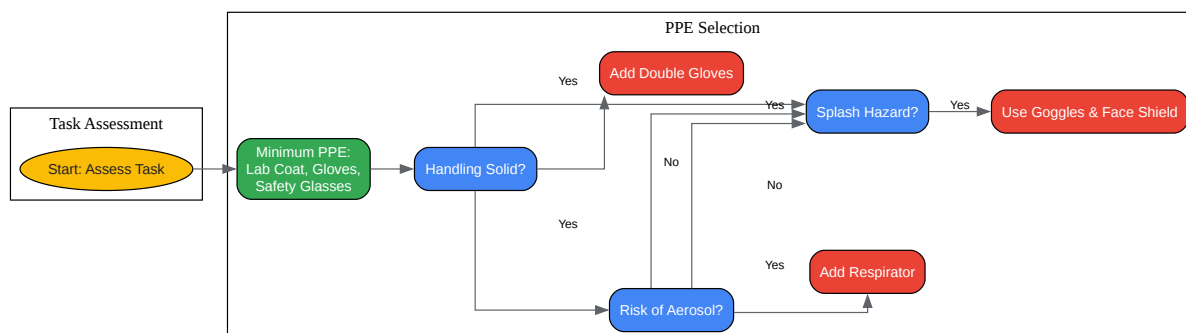 PPE Selection
Task Assessment
Start: Assess Task
Minimum PPE:
Lab Coat, Gloves,
Safety Glasses
Handling Solid?
Yes
Add Double Gloves
Yes
Splash Hazard?
Yes
Use Goggles & Face Shield
No
No
Yes
Risk of Aerosol?
Yes
Add Respirator